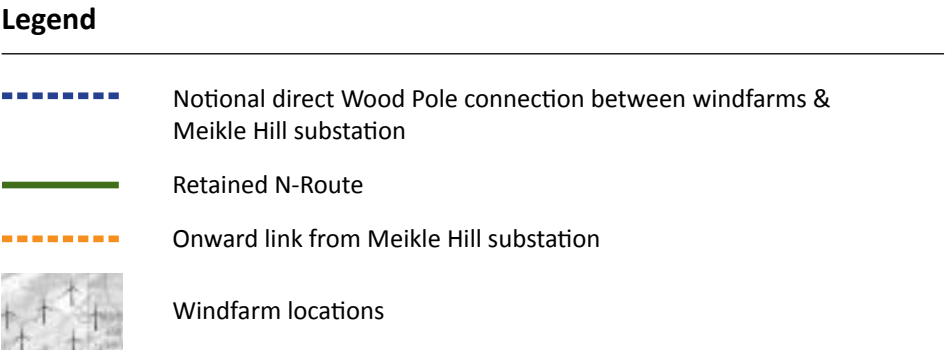 Legend
Notional direct Wood Pole connection between windfarms &
Meikle Hill substation
Retained N-Route
Onward link from Meikle Hill substation
Windfarm locations